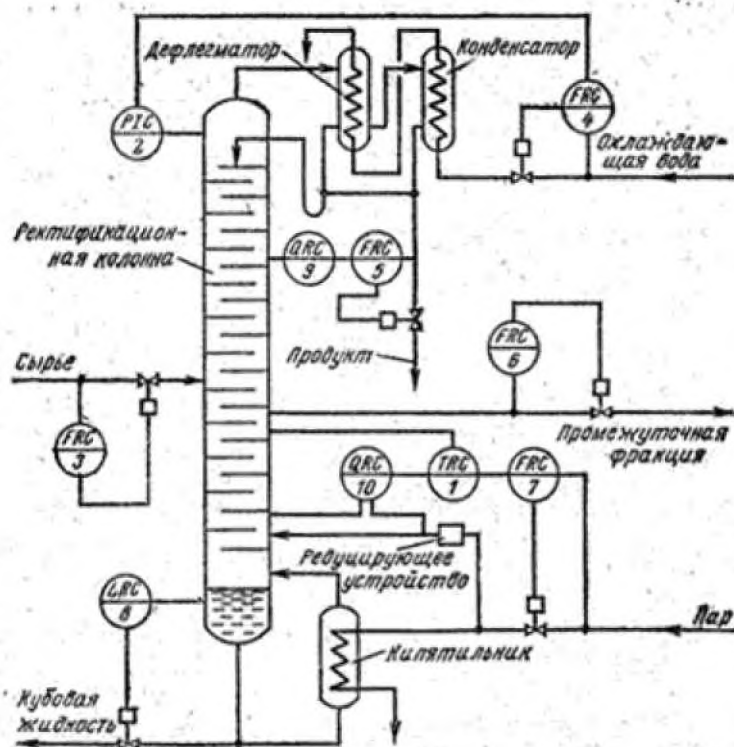 Дефлегматор
Конденсатор
PIC
2
FRC
4
Охлаждаю-
щая вода
Ректификацион-
ная колонна
QRC
9
FRC
5
Продукт
Сырье
FRC
6
FRC
3
Промежуточная
фракция
QRC
10
TRC
1
FRC
7
Редуцирующее
устройство
LRC
8
Пар
Кипятильник
Кубовая
жидкость